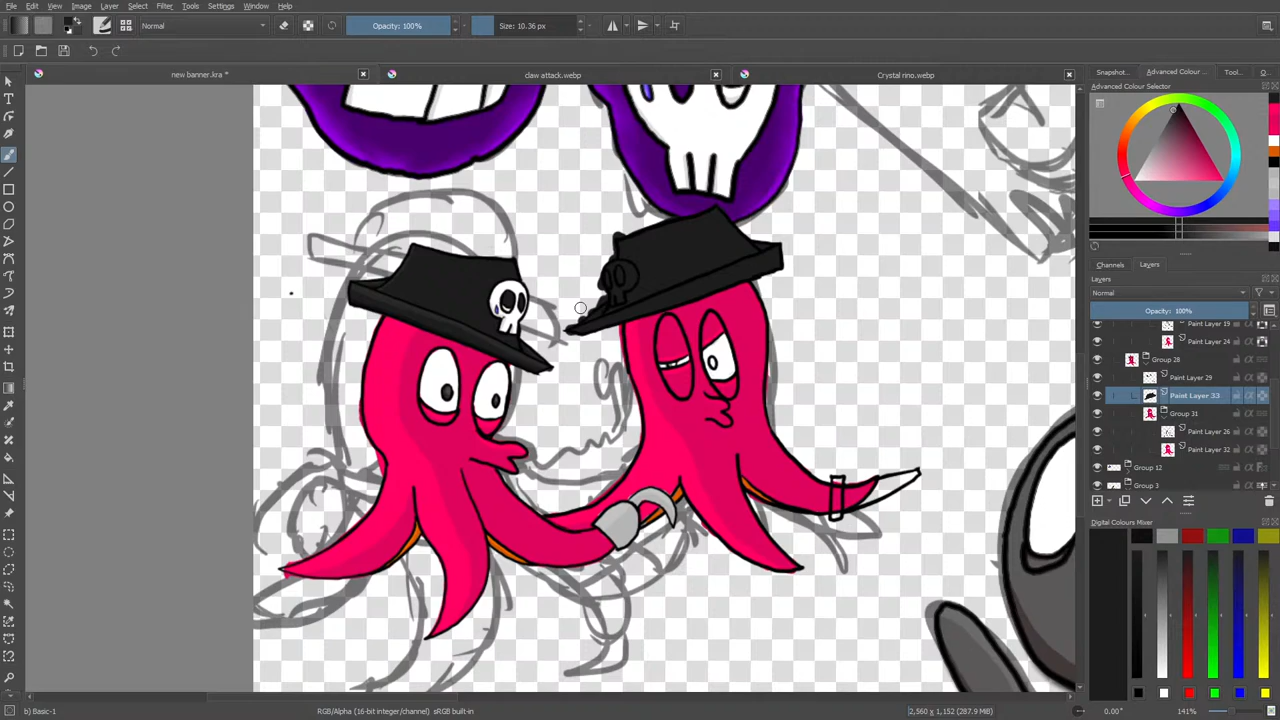 File Edit View Image Layer Select Filter Tools Settings Window Help
Normal Opacity: 100% Size: 10.36 px
new banner.kra * claw attack.webp Crystal rino.webp
Snapshot... Advanced Colour ... Tool... O...
Advanced Colour Selector
Channels Layers
Layers
Normal
Opacity: 100%
Paint Layer 19
Paint Layer 24
Group 28
Paint Layer 29
Paint Layer 33
Group 31
Paint Layer 26
Paint Layer 32
Group 12
Group 3
Digital Colours Mixer
b) Basic-1 RGB/Alpha (16-bit integer/channel) sRGB built-in 2,560 x 1,152 (287.9 MiB) 0.00° 141%